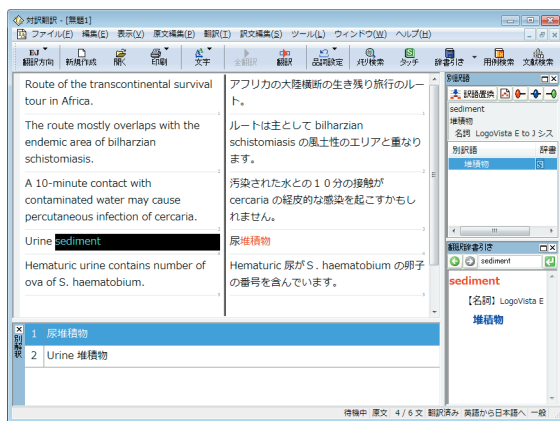 対訳翻訳 - [無題1]
ファイル(F) 編集(E) 表示(V) 原文編集(P) 翻訳(T) 訳文編集(S) ツール(L) ウィンドウ(W) ヘルプ(H)
EJ
翻訳方向 新規作成 開く 印刷 文字 全翻訳 翻訳 品詞設定 メモリ検索 タッチ 辞書引き 用例検索 文献検索
Route of the transcontinental survival
tour in Africa.
アフリカの大陸横断の生き残り旅行のルー
ト。
1
The route mostly overlaps with the
endemic area of bilharzian
schistomiasis.
ルートは主として bilharzian
schistomiasis の風土性のエリアと重なり
ます。
2
A 10-minute contact with
contaminated water may cause
percutaneous infection of cercaria.
汚染された水との１０分の接触が
cercaria の経皮的な感染を起こすかもし
れません。
3
Urine sediment
尿堆積物
4
Hematuric urine contains number of
ova of S. haematobium.
Hematuric 尿がS. haematobium の卵子
の番号を含んでいます。
別訳語
訳語置換
sediment
堆積物
名詞 LogoVista E to J シス
別訳語 辞書
堆積物 S
翻訳辞書引き
sediment
sediment
【名詞】LogoVista E
堆積物
別解釈
1 尿堆積物
2 Urine 堆積物
待機中 原文 4 / 6 文 翻訳済み 英語から日本語へ 一般